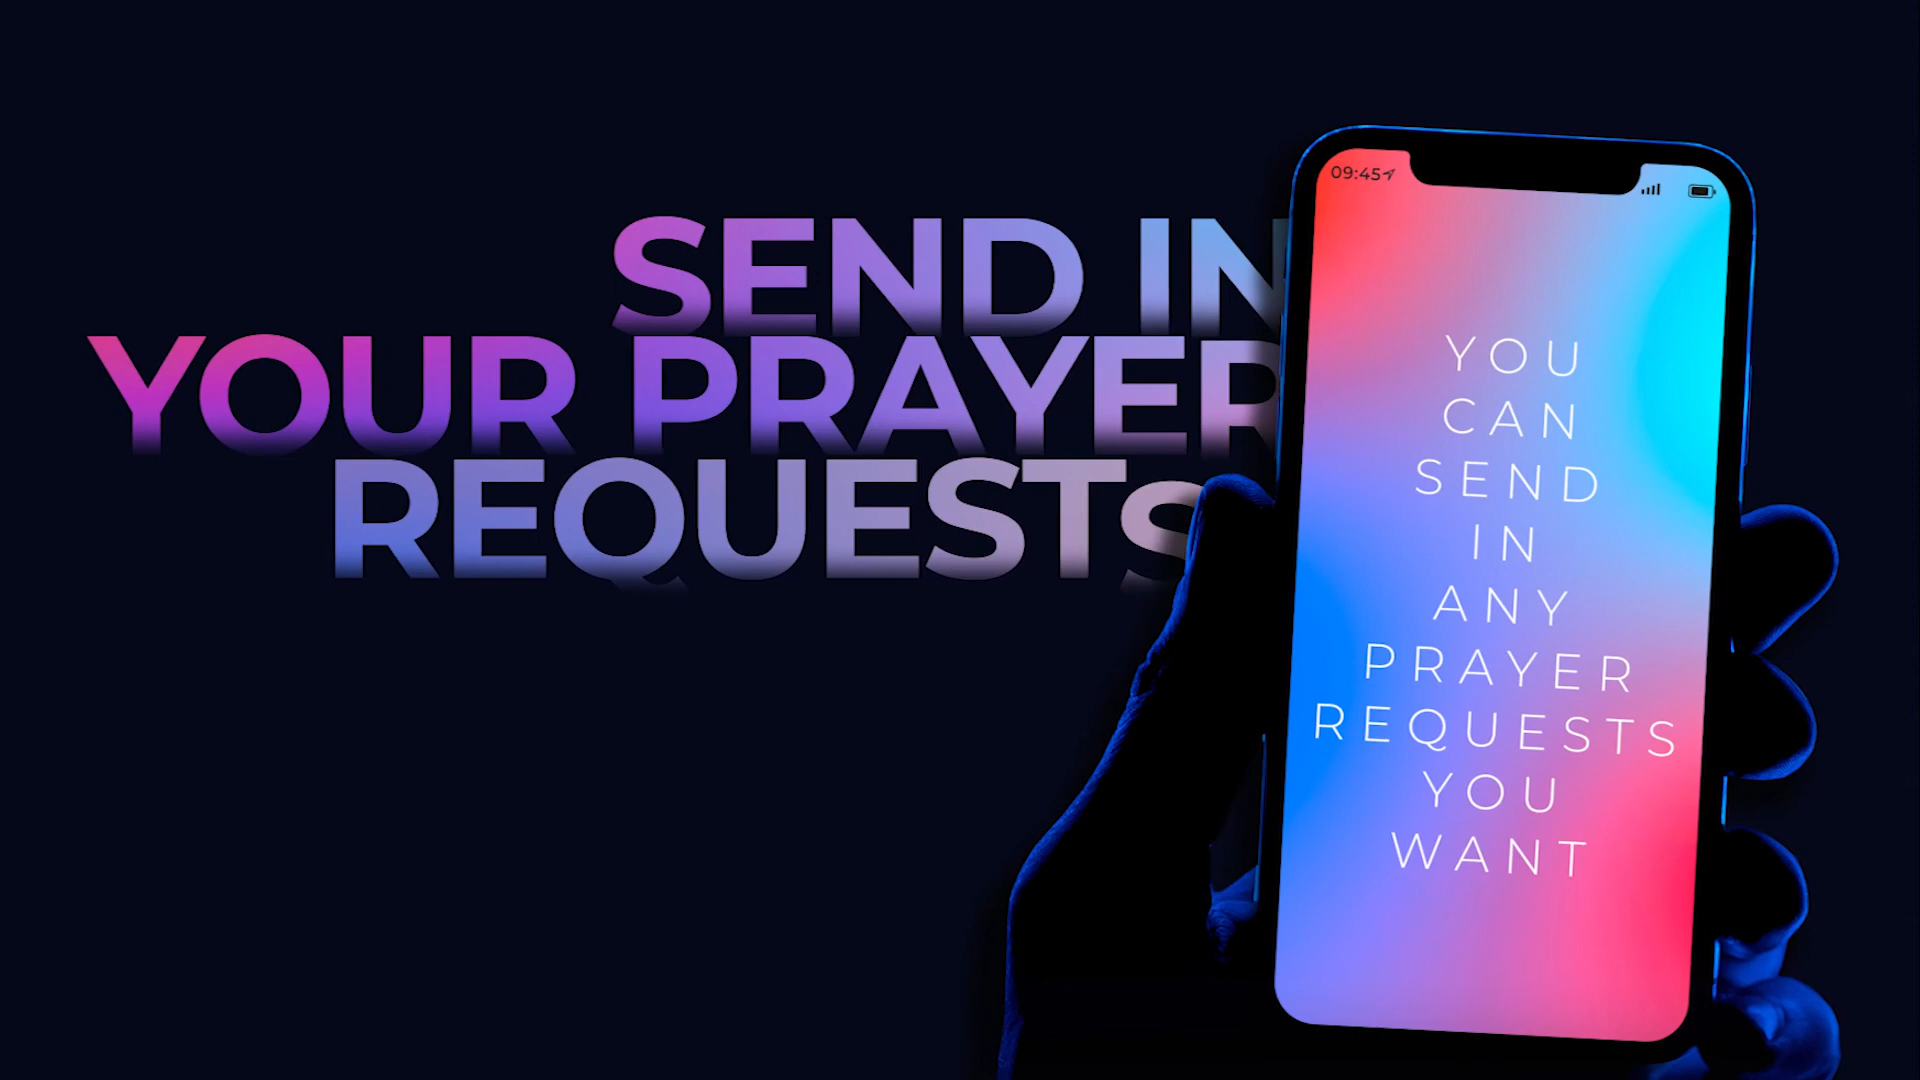 SEND IN
YOUR PRAYER
REQUESTS
09:45
YOU
CAN
SEND
IN
ANY
PRAYER
REQUESTS
YOU
WANT